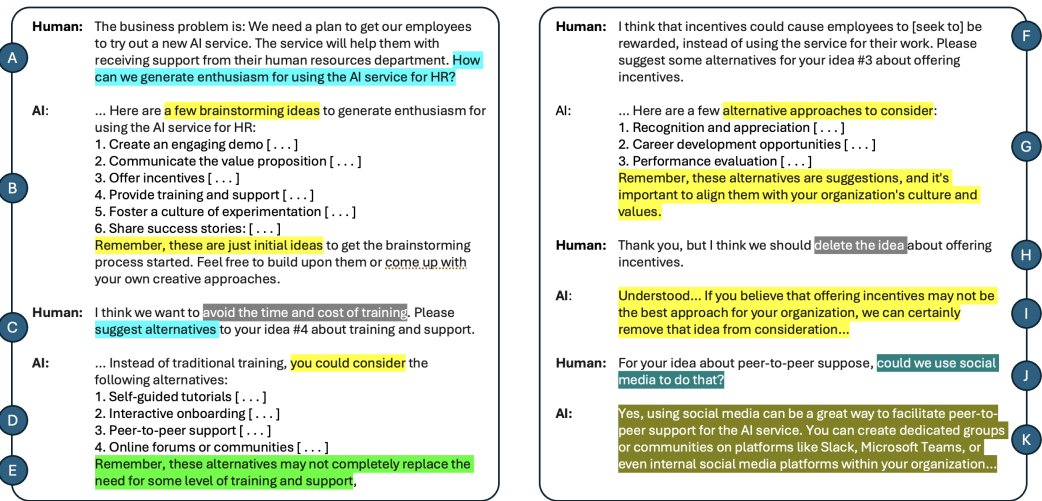 A
Human: The business problem is: We need a plan to get our employees
to try out a new AI service. The service will help them with
receiving support from their human resources department. How
can we generate enthusiasm for using the AI service for HR?
B
AI: ... Here are a few brainstorming ideas to generate enthusiasm for
using the AI service for HR:
1. Create an engaging demo [ . . . ]
2. Communicate the value proposition [ . . . ]
3. Offer incentives [ . . . ]
4. Provide training and support [ . . . ]
5. Foster a culture of experimentation [ . . . ]
6. Share success stories: [ . . . ]
Remember, these are just initial ideas to get the brainstorming
process started. Feel free to build upon them or come up with
your own creative approaches.
C
Human: I think we want to avoid the time and cost of training. Please
suggest alternatives to your idea #4 about training and support.
AI: ... Instead of traditional training, you could consider the
following alternatives:
1. Self-guided tutorials [ . . . ]
2. Interactive onboarding [ . . . ]
D
3. Peer-to-peer support [ . . . ]
4. Online forums or communities [ . . . ]
E
Remember, these alternatives may not completely replace the
need for some level of training and support,
F
Human: I think that incentives could cause employees to [seek to] be
rewarded, instead of using the service for their work. Please
suggest some alternatives for your idea #3 about offering
incentives.
G
AI: ... Here are a few alternative approaches to consider:
1. Recognition and appreciation [ . . . ]
2. Career development opportunities [ . . . ]
3. Performance evaluation [ . . . ]
Remember, these alternatives are suggestions, and it's
important to align them with your organization's culture and
values.
H
Human: Thank you, but I think we should delete the idea about offering
incentives.
I
AI: Understood... If you believe that offering incentives may not be
the best approach for your organization, we can certainly
remove that idea from consideration...
J
Human: For your idea about peer-to-peer suppose, could we use social
media to do that?
K
AI: Yes, using social media can be a great way to facilitate peer-to-
peer support for the AI service. You can create dedicated groups
or communities on platforms like Slack, Microsoft Teams, or
even internal social media platforms within your organization...